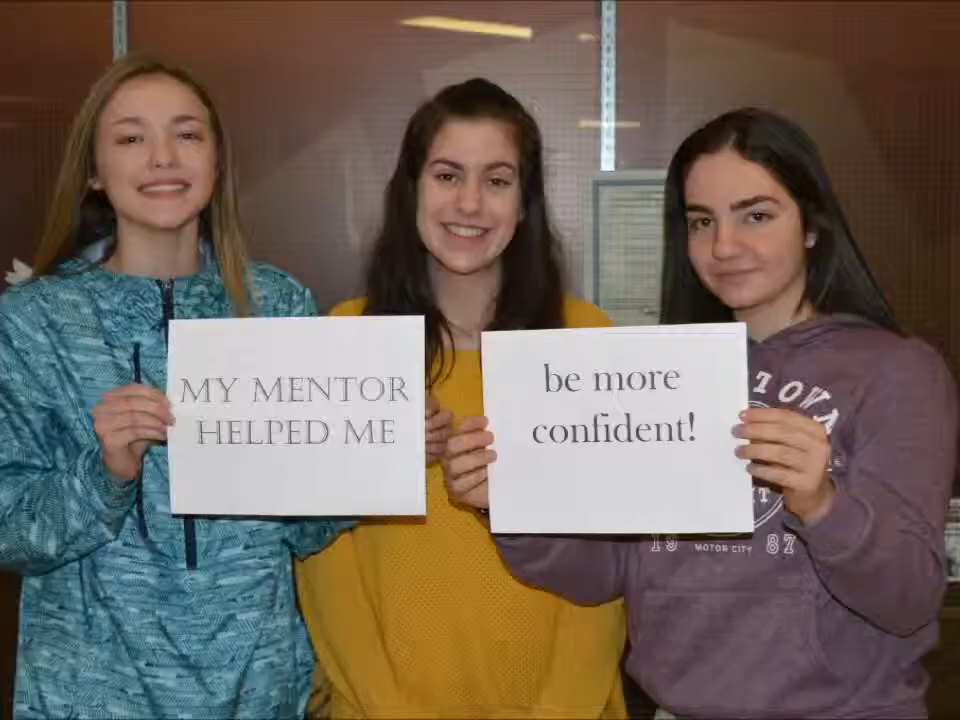 MY MENTOR
HELPED ME
be more
confident!
19 MOTOR CITY 87